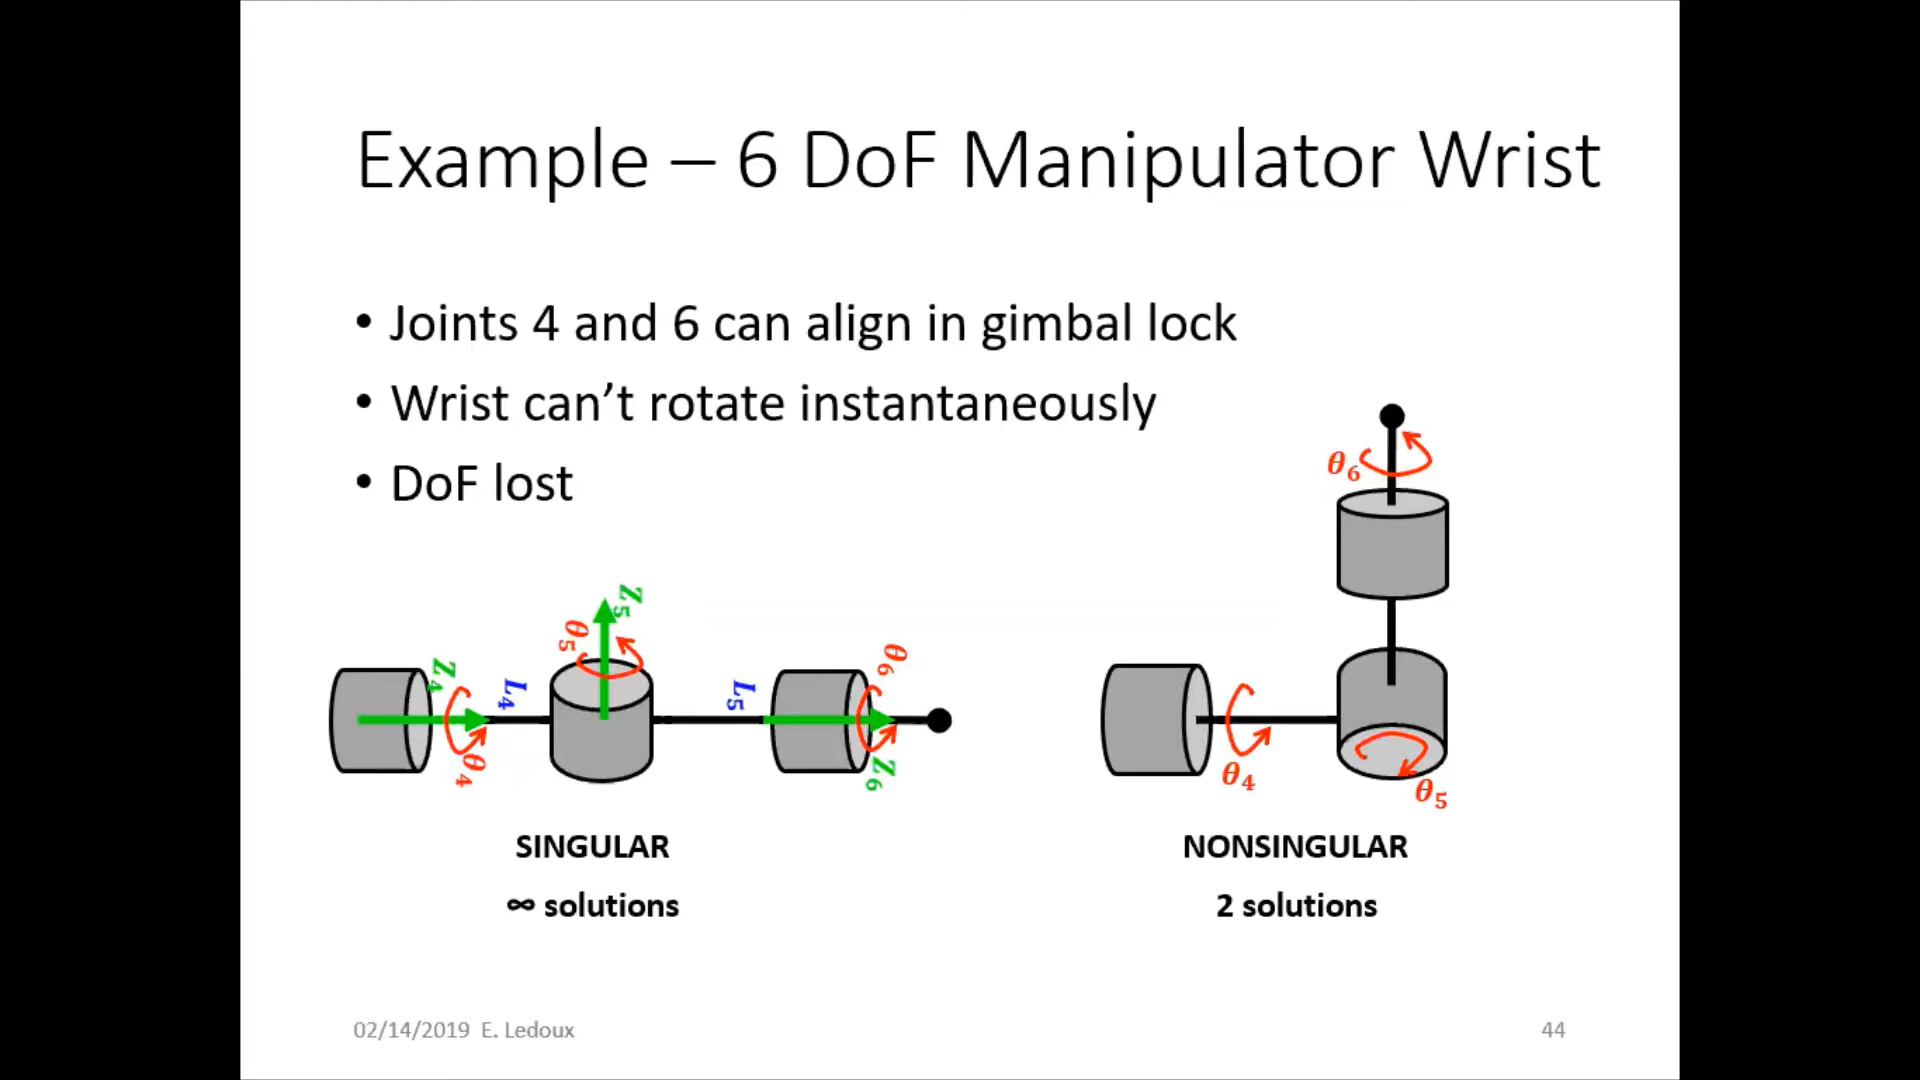 Example – 6 DoF Manipulator Wrist
• Joints 4 and 6 can align in gimbal lock
• Wrist can't rotate instantaneously
• DoF lost
Z₅
θ₅
Z₄
L₄
θ₄
L₅
θ₆
Z₆
θ₆
θ₄
θ₅
SINGULAR
∞ solutions
NONSINGULAR
2 solutions
02/14/2019 E. Ledoux
44